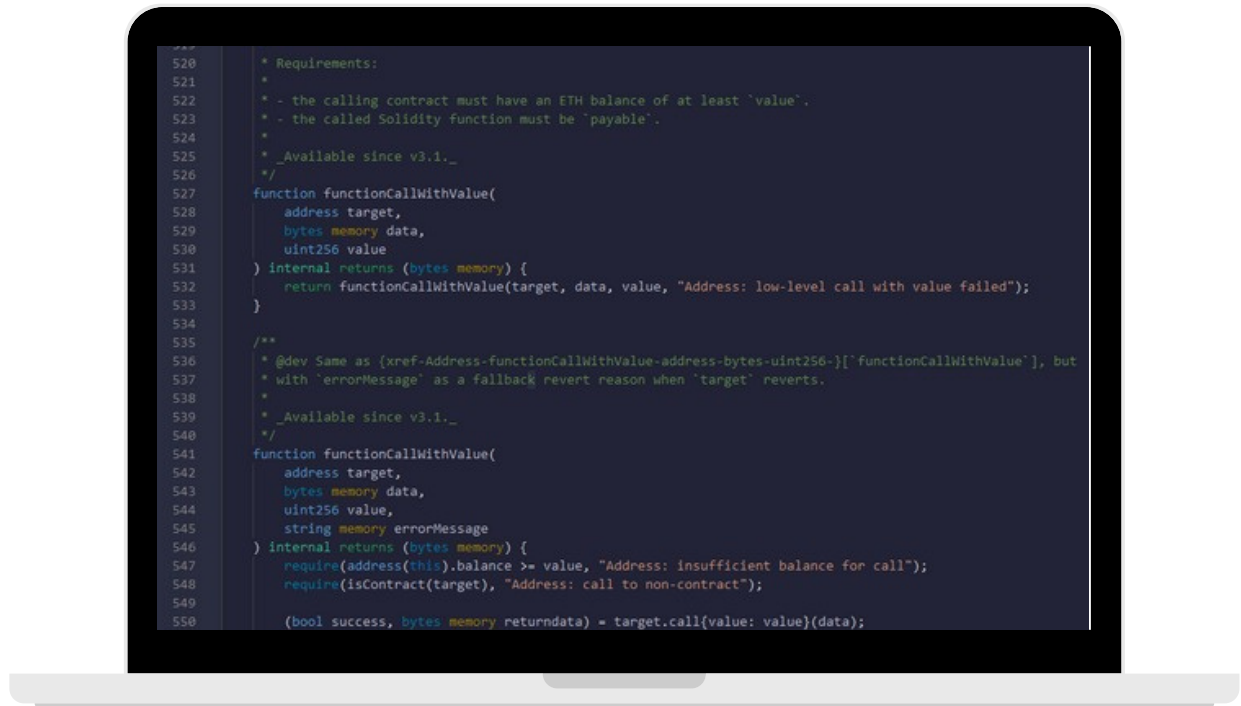 520 * Requirements:
521 *
522 * - the calling contract must have an ETH balance of at least `value`.
523 * - the called Solidity function must be `payable`.
524 *
525 * _Available since v3.1._
526 */
527 function functionCallWithValue(
528 address target,
529 bytes memory data,
530 uint256 value
531 ) internal returns (bytes memory) {
532 return functionCallWithValue(target, data, value, "Address: low-level call with value failed");
533 }
534
535 /**
536 * @dev Same as {xref-Address-functionCallWithValue-address-bytes-uint256-}[`functionCallWithValue`], but
537 * with `errorMessage` as a fallback revert reason when `target` reverts.
538 *
539 * _Available since v3.1._
540 */
541 function functionCallWithValue(
542 address target,
543 bytes memory data,
544 uint256 value,
545 string memory errorMessage
546 ) internal returns (bytes memory) {
547 require(address(this).balance >= value, "Address: insufficient balance for call");
548 require(isContract(target), "Address: call to non-contract");
549
550 (bool success, bytes memory returndata) = target.call{value: value}(data);